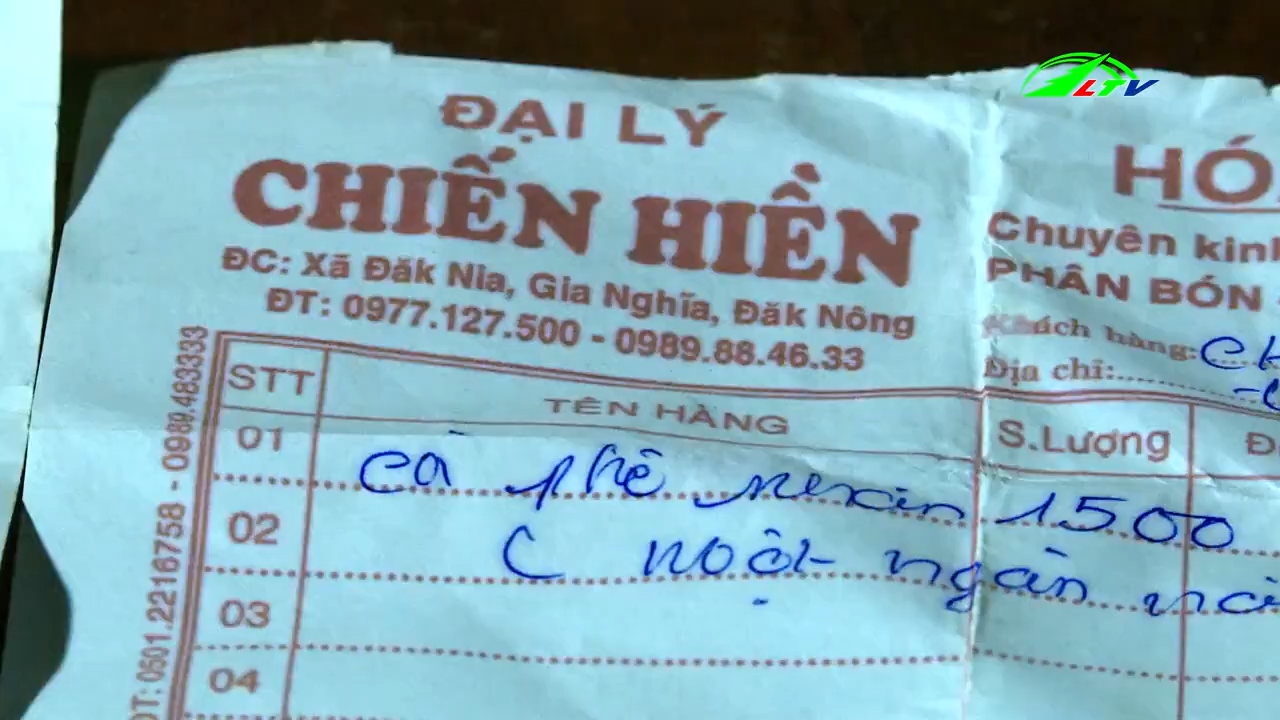 LTV
ĐẠI LÝ
CHIẾN HIỀN
ĐC: Xã Đăk Nia, Gia Nghĩa, Đăk Nông
ĐT: 0977.127.500 - 0989.88.46.33
HÓ
Chuyên kin
PHÂN BÓN
Khách hàng:
Địa chỉ:
ĐT: 0501.2216758 - 0989.483333
STT TÊN HÀNG S.Lượng
01 cà phê 1500
02 ( một ngàn
03
04